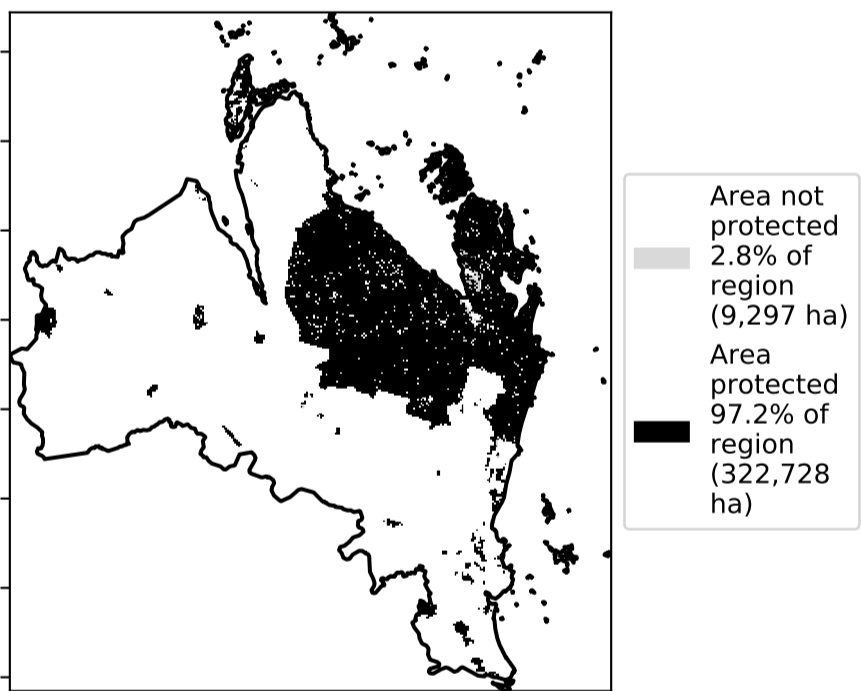 Area not
protected
2.8% of
region
(9,297 ha)
Area
protected
97.2% of
region
(322,728
ha)